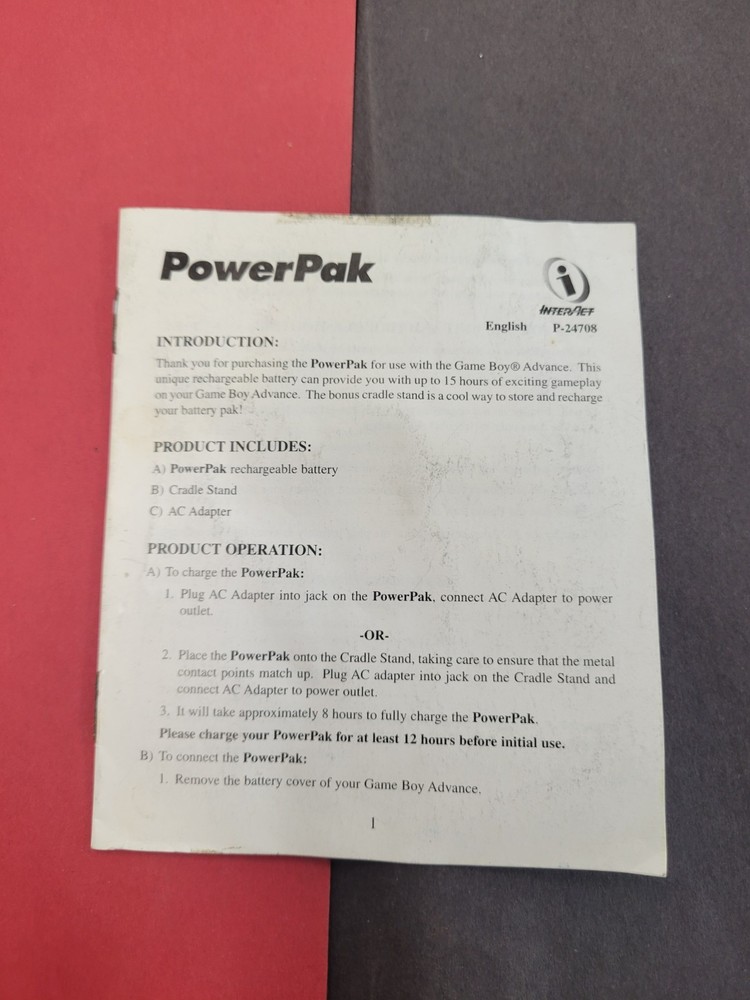 PowerPak
INTERACT
English P-24708
INTRODUCTION:
Thank you for purchasing the PowerPak for use with the Game Boy® Advance. This
unique rechargeable battery can provide you with up to 15 hours of exciting gameplay
on your Game Boy Advance. The bonus cradle stand is a cool way to store and recharge
your battery pak!
PRODUCT INCLUDES:
A) PowerPak rechargeable battery
B) Cradle Stand
C) AC Adapter
PRODUCT OPERATION:
A) To charge the PowerPak:
1. Plug AC Adapter into jack on the PowerPak, connect AC Adapter to power
outlet.
-OR-
2. Place the PowerPak onto the Cradle Stand, taking care to ensure that the metal
contact points match up. Plug AC adapter into jack on the Cradle Stand and
connect AC Adapter to power outlet.
3. It will take approximately 8 hours to fully charge the PowerPak.
Please charge your PowerPak for at least 12 hours before initial use.
B) To connect the PowerPak:
1. Remove the battery cover of your Game Boy Advance.
1